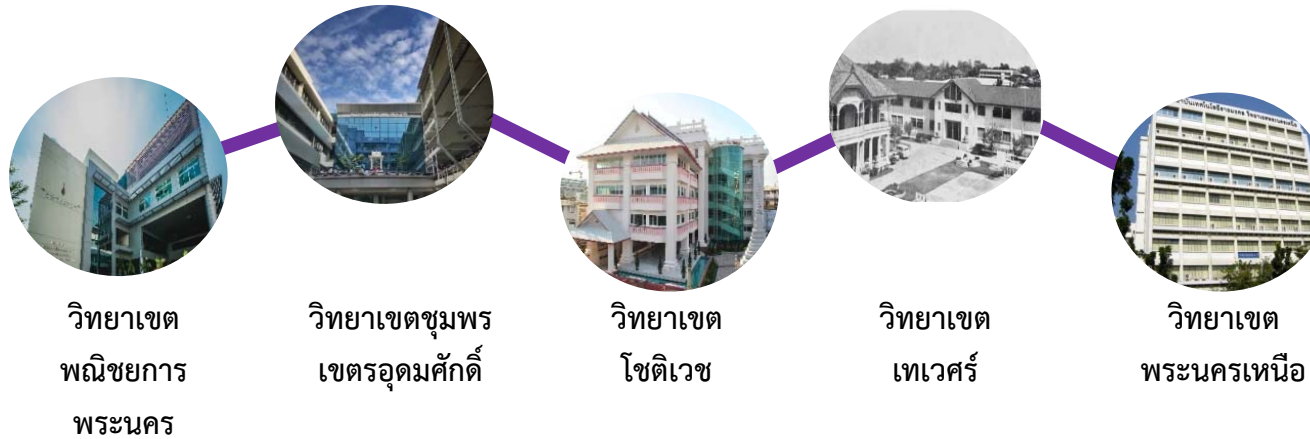 วิทยาเขต
พณิชยการ
พระนคร
วิทยาเขตชุมพร
เขตรอุดมศักดิ์
วิทยาเขต
โชติเวช
วิทยาเขต
เทเวศร์
วิทยาเขต
พระนครเหนือ